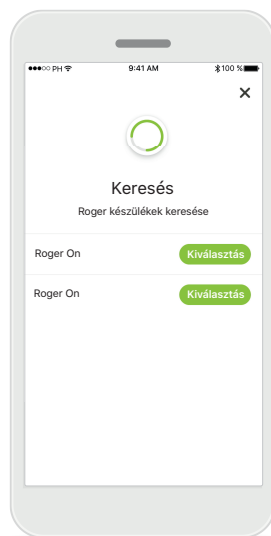 PH 9:41 AM 100 %
Keresés
Roger készülékek keresése
Roger On Kiválasztás
Roger On Kiválasztás